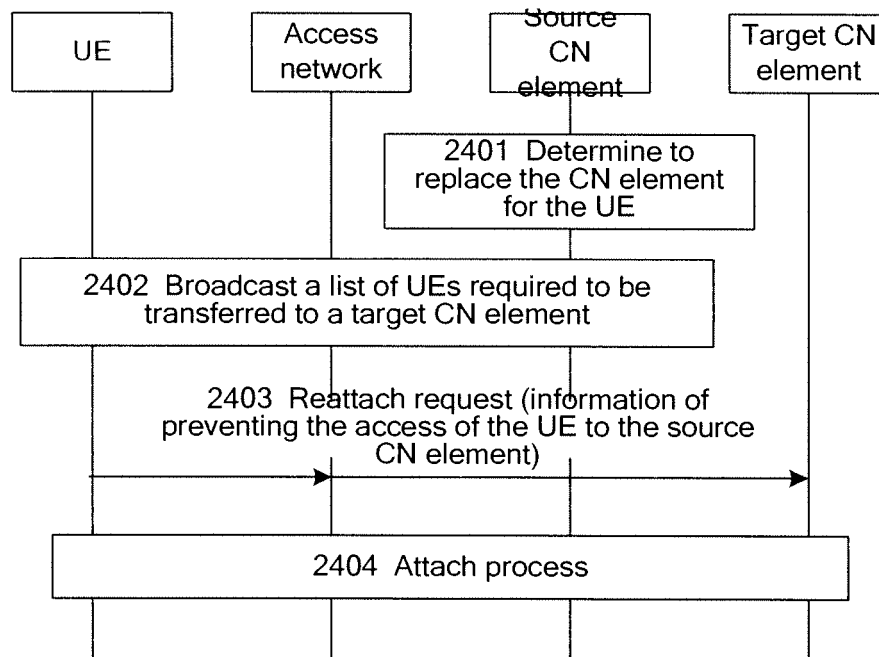 UE
Access
network
Source
CN
element
Target CN
element
2401 Determine to
replace the CN element
for the UE
2402 Broadcast a list of UEs required to be
transferred to a target CN element
2403 Reattach request (information of
preventing the access of the UE to the source
CN element)
2404 Attach process